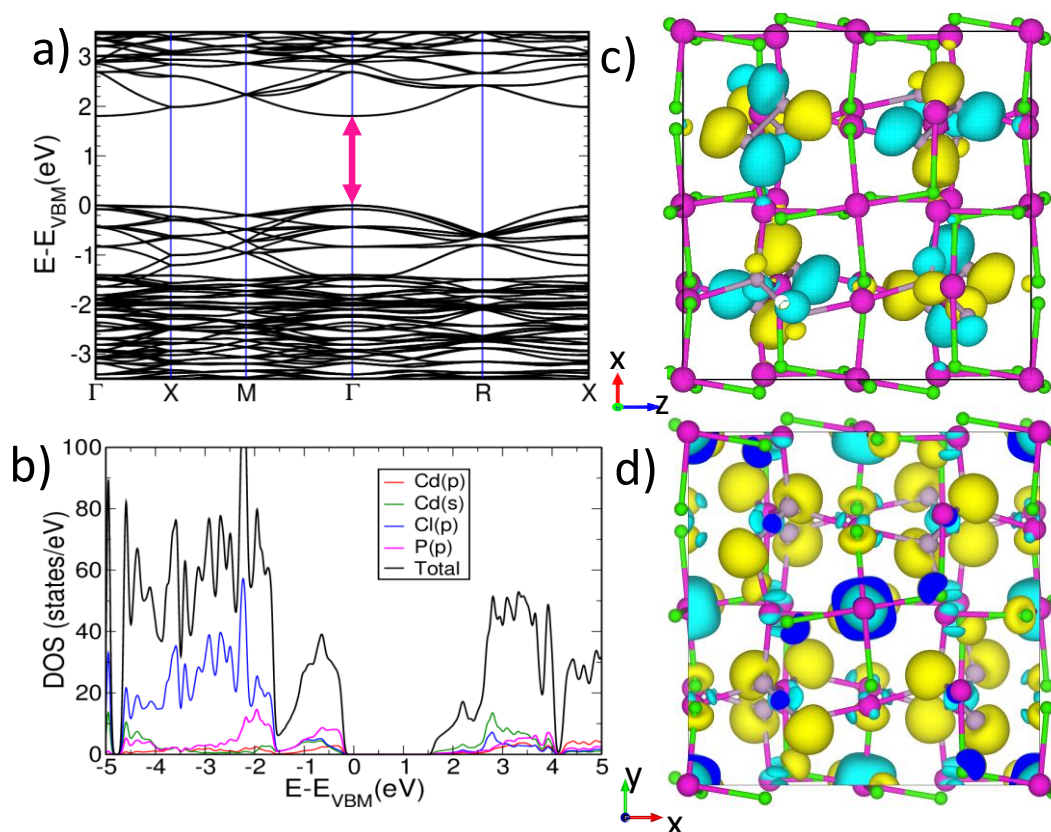 a)
E-E_VBM(eV)
3
2
1
0
-1
-2
-3
Γ X M Γ R X
b)
DOS (states/eV)
100
80
60
40
20
0
Cd(p)
Cd(s)
Cl(p)
P(p)
Total
-5 -4 -3 -2 -1 0 1 2 3 4 5
E-E_VBM(eV)
c)
x
z
d)
y
x